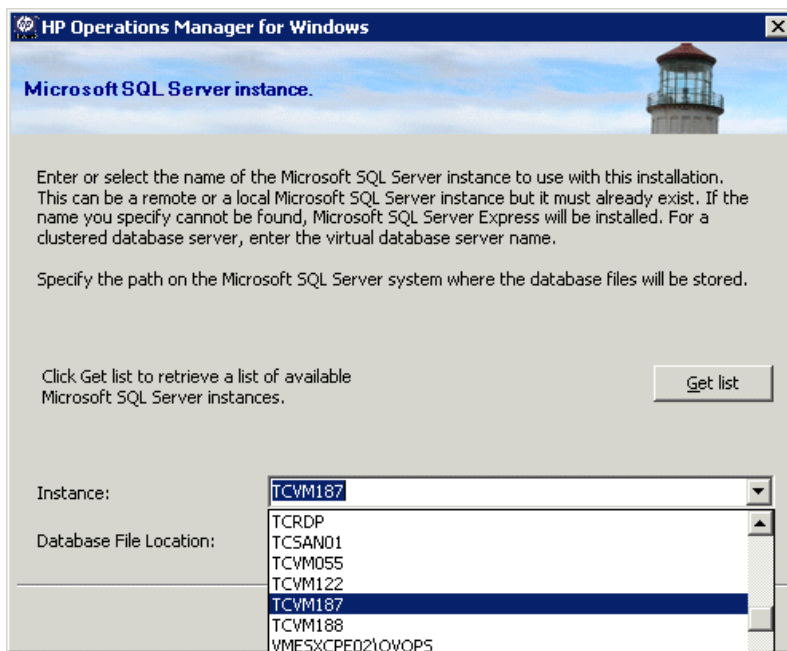 HP Operations Manager for Windows
Microsoft SQL Server instance.
Enter or select the name of the Microsoft SQL Server instance to use with this installation.
This can be a remote or a local Microsoft SQL Server instance but it must already exist. If the
name you specify cannot be found, Microsoft SQL Server Express will be installed. For a
clustered database server, enter the virtual database server name.
Specify the path on the Microsoft SQL Server system where the database files will be stored.
Click Get list to retrieve a list of available
Microsoft SQL Server instances.
Get list
Instance:
TCVM187
Database File Location:
TCRDP
TCSAN01
TCVM055
TCVM122
TCVM187
TCVM188
VMESXCPE02\OVOPS